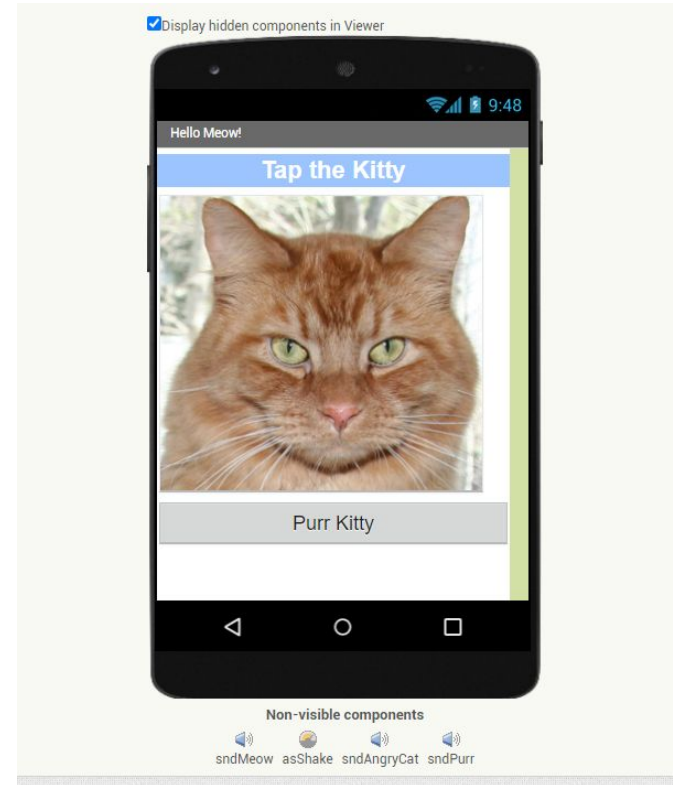 Display hidden components in Viewer
9:48
Hello Meow!
Tap the Kitty
Purr Kitty
Non-visible components
sndMeow asShake sndAngryCat sndPurr